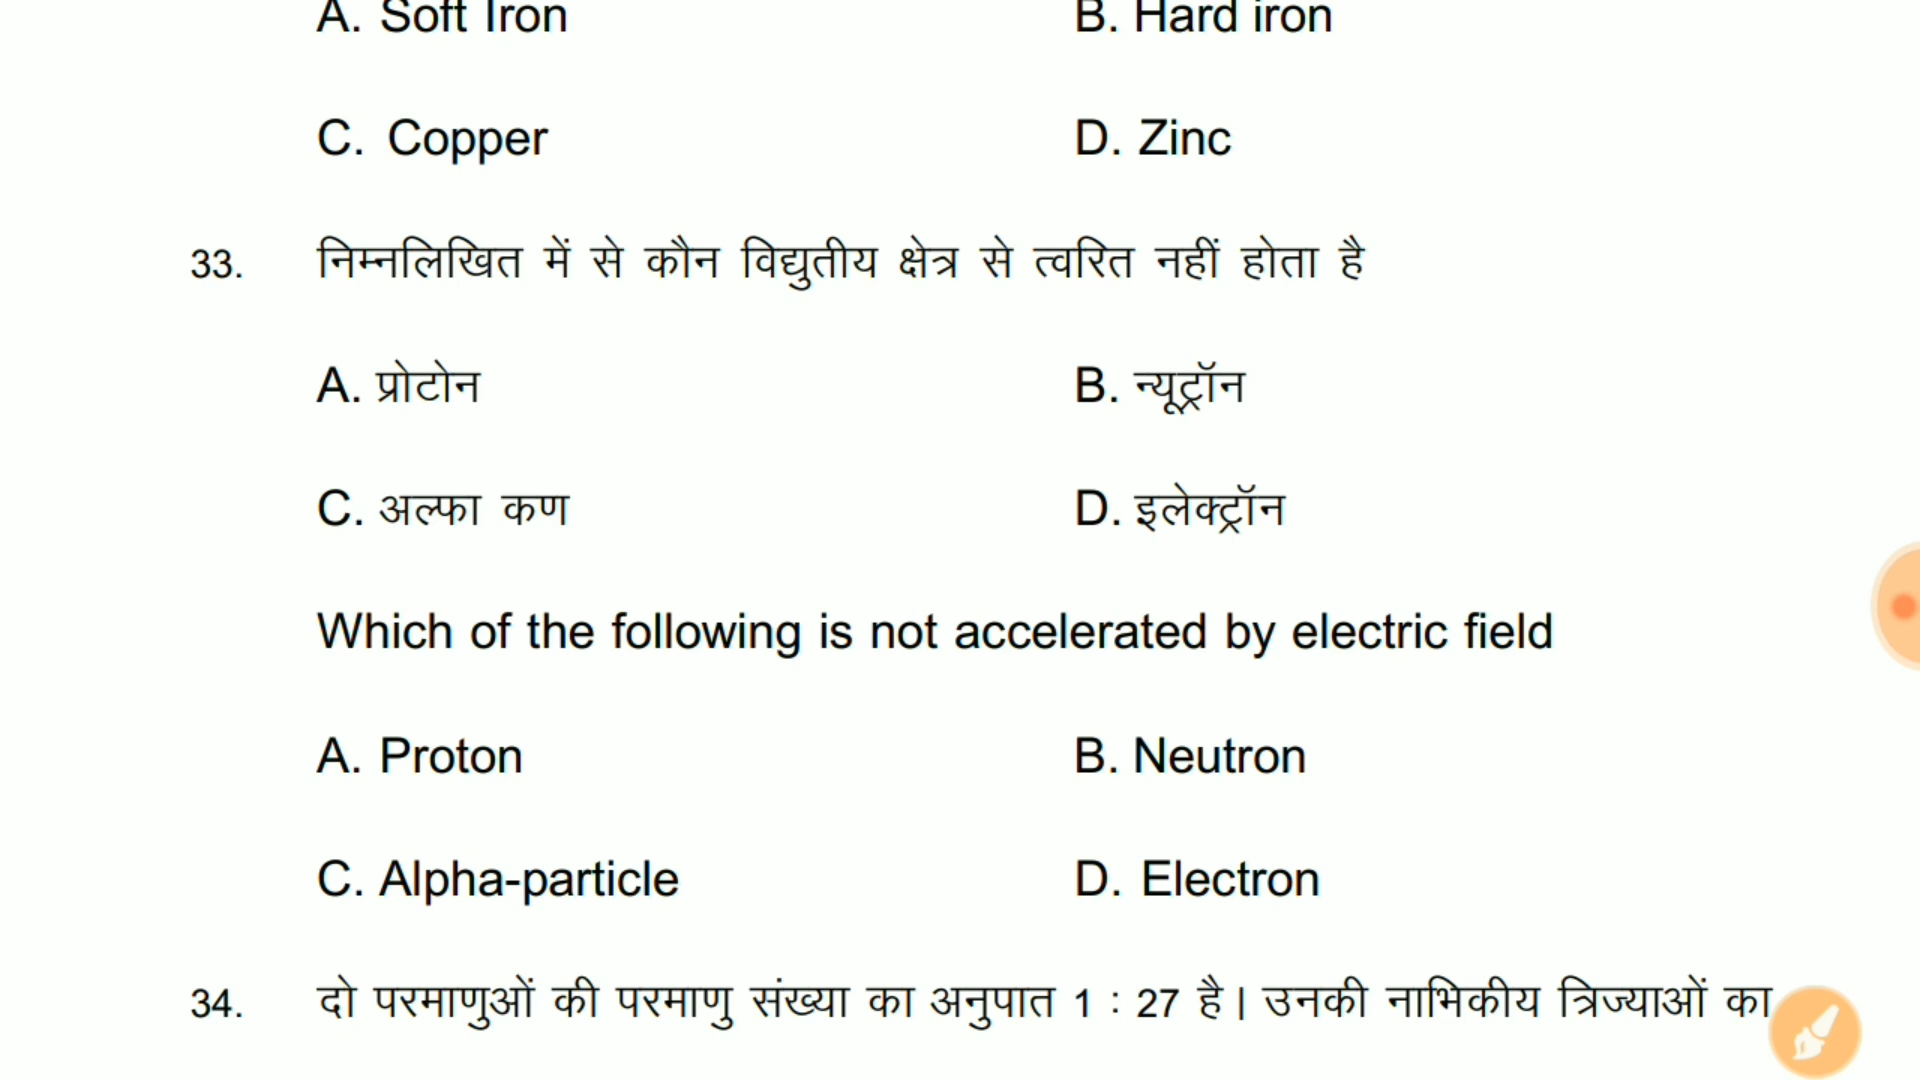 A. Soft Iron B. Hard iron
C. Copper D. Zinc
33. निम्नलिखित में से कौन विद्युतीय क्षेत्र से त्वरित नहीं होता है
A. प्रोटोन B. न्यूट्रॉन
C. अल्फा कण D. इलेक्ट्रॉन
Which of the following is not accelerated by electric field
A. Proton B. Neutron
C. Alpha-particle D. Electron
34. दो परमाणुओं की परमाणु संख्या का अनुपात 1 : 27 है| उनकी नाभिकीय त्रिज्याओं का